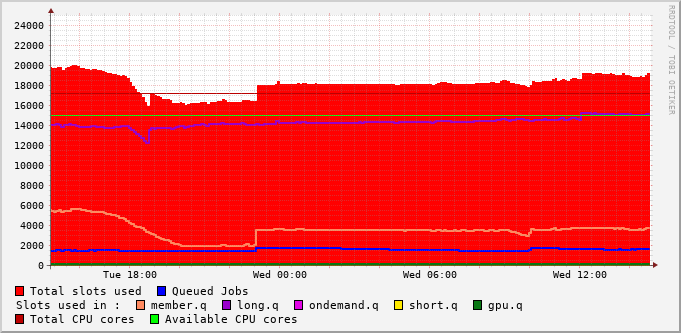 24000
22000
20000
18000
16000
14000
12000
10000
8000
6000
4000
2000
0
Tue 18:00 Wed 00:00 Wed 06:00 Wed 12:00
Total slots used Queued Jobs
Slots used in : member.q long.q ondemand.q short.q gpu.q
Total CPU cores Available CPU cores
RRDTOOL / TOBI OETIKER